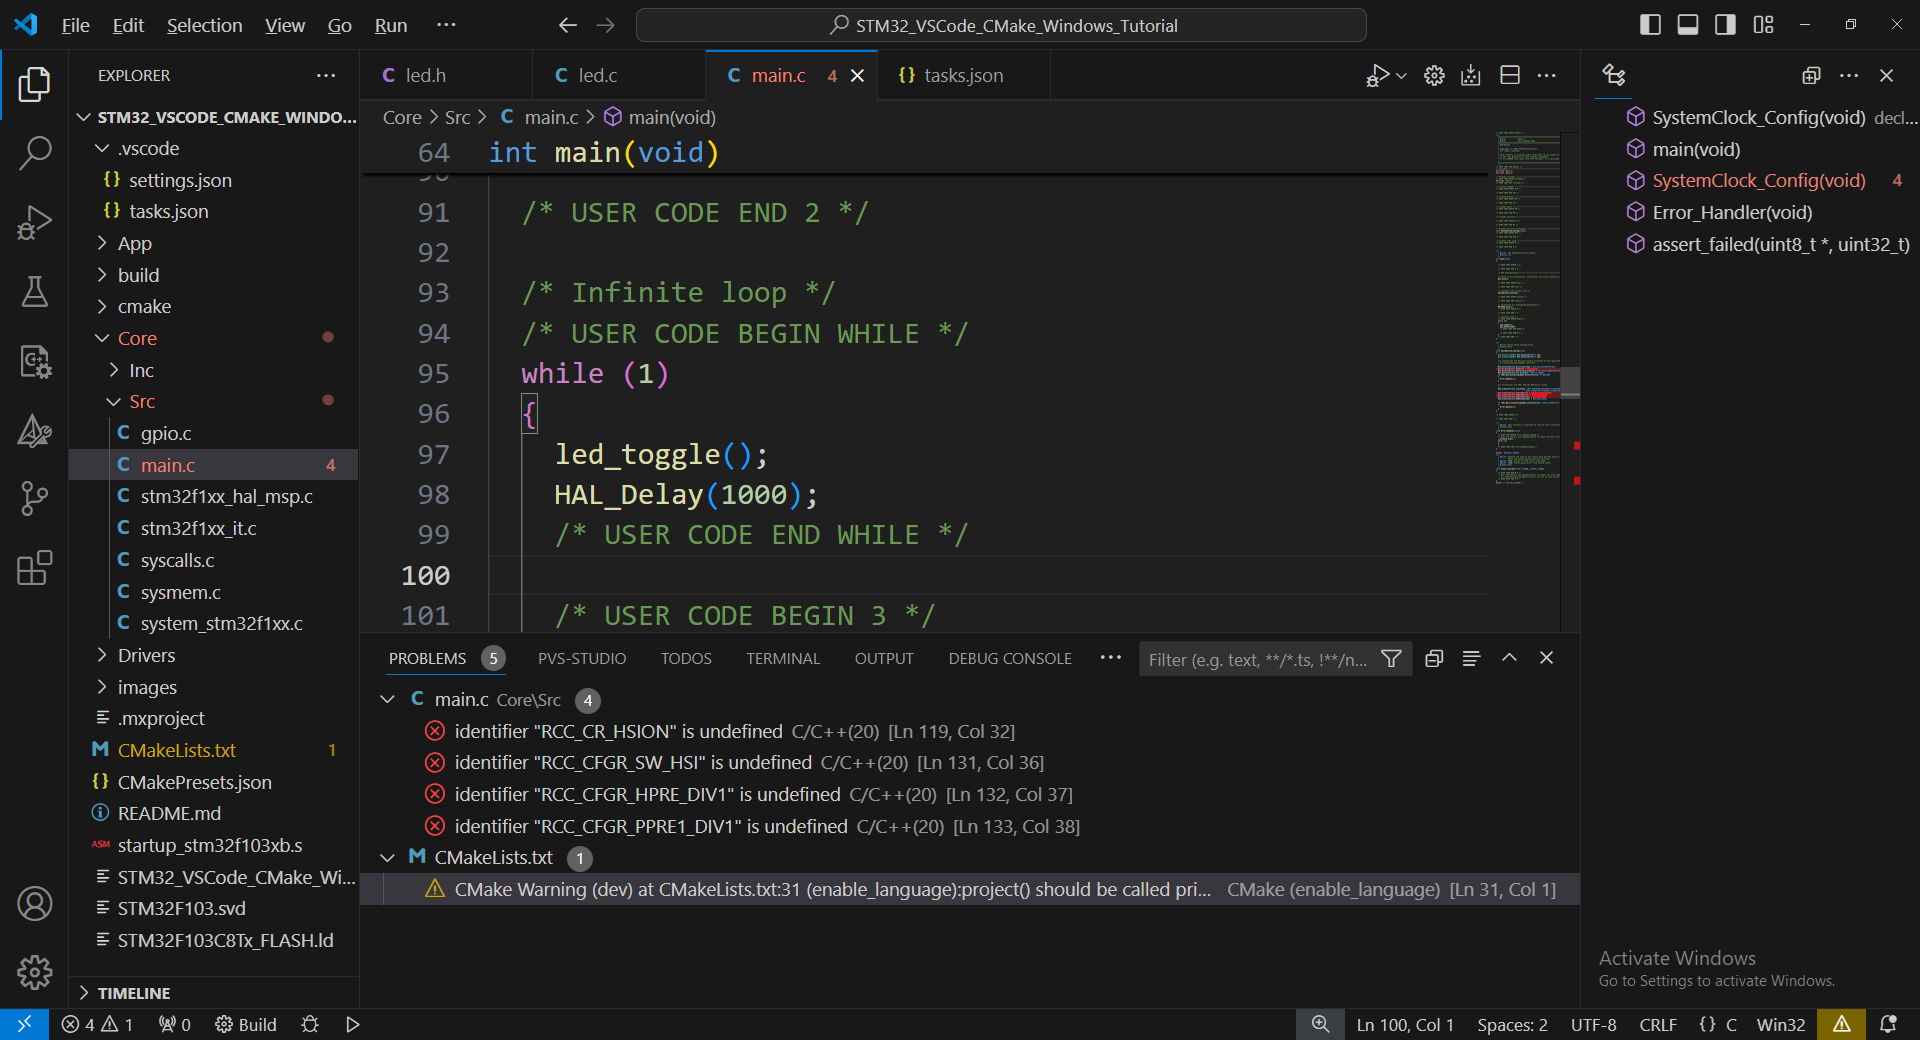 File Edit Selection View Go Run ···
STM32_VSCode_CMake_Windows_Tutorial
EXPLORER
STM32_VSCODE_CMAKE_WINDO...
.vscode
{} settings.json
{} tasks.json
App
build
cmake
Core
Inc
Src
C gpio.c
C main.c 4
C stm32f1xx_hal_msp.c
C stm32f1xx_it.c
C syscalls.c
C sysmem.c
C system_stm32f1xx.c
Drivers
images
.mxproject
M CMakeLists.txt 1
{} CMakePresets.json
README.md
ASM startup_stm32f103xb.s
STM32_VSCode_CMake_Wi...
STM32F103.svd
STM32F103C8Tx_FLASH.ld
TIMELINE
C led.h C led.c C main.c 4 {} tasks.json
Core > Src > C main.c > main(void)
64 int main(void)
90
91 /* USER CODE END 2 */
92
93 /* Infinite loop */
94 /* USER CODE BEGIN WHILE */
95 while (1)
96 {
97 led_toggle();
98 HAL_Delay(1000);
99 /* USER CODE END WHILE */
100
101 /* USER CODE BEGIN 3 */
PROBLEMS 5 PVS-STUDIO TODOS TERMINAL OUTPUT DEBUG CONSOLE ··· Filter (e.g. text, **/*.ts, !**/n...
C main.c Core\Src 4
identifier "RCC_CR_HSION" is undefined C/C++(20) [Ln 119, Col 32]
identifier "RCC_CFGR_SW_HSI" is undefined C/C++(20) [Ln 131, Col 36]
identifier "RCC_CFGR_HPRE_DIV1" is undefined C/C++(20) [Ln 132, Col 37]
identifier "RCC_CFGR_PPRE1_DIV1" is undefined C/C++(20) [Ln 133, Col 38]
M CMakeLists.txt 1
CMake Warning (dev) at CMakeLists.txt:31 (enable_language):project() should be called pri... CMake (enable_language) [Ln 31, Col 1]
SystemClock_Config(void) decl...
main(void)
SystemClock_Config(void) 4
Error_Handler(void)
assert_failed(uint8_t *, uint32_t)
Activate Windows
Go to Settings to activate Windows.
4 1 0 Build Ln 100, Col 1 Spaces: 2 UTF-8 CRLF {} C Win32